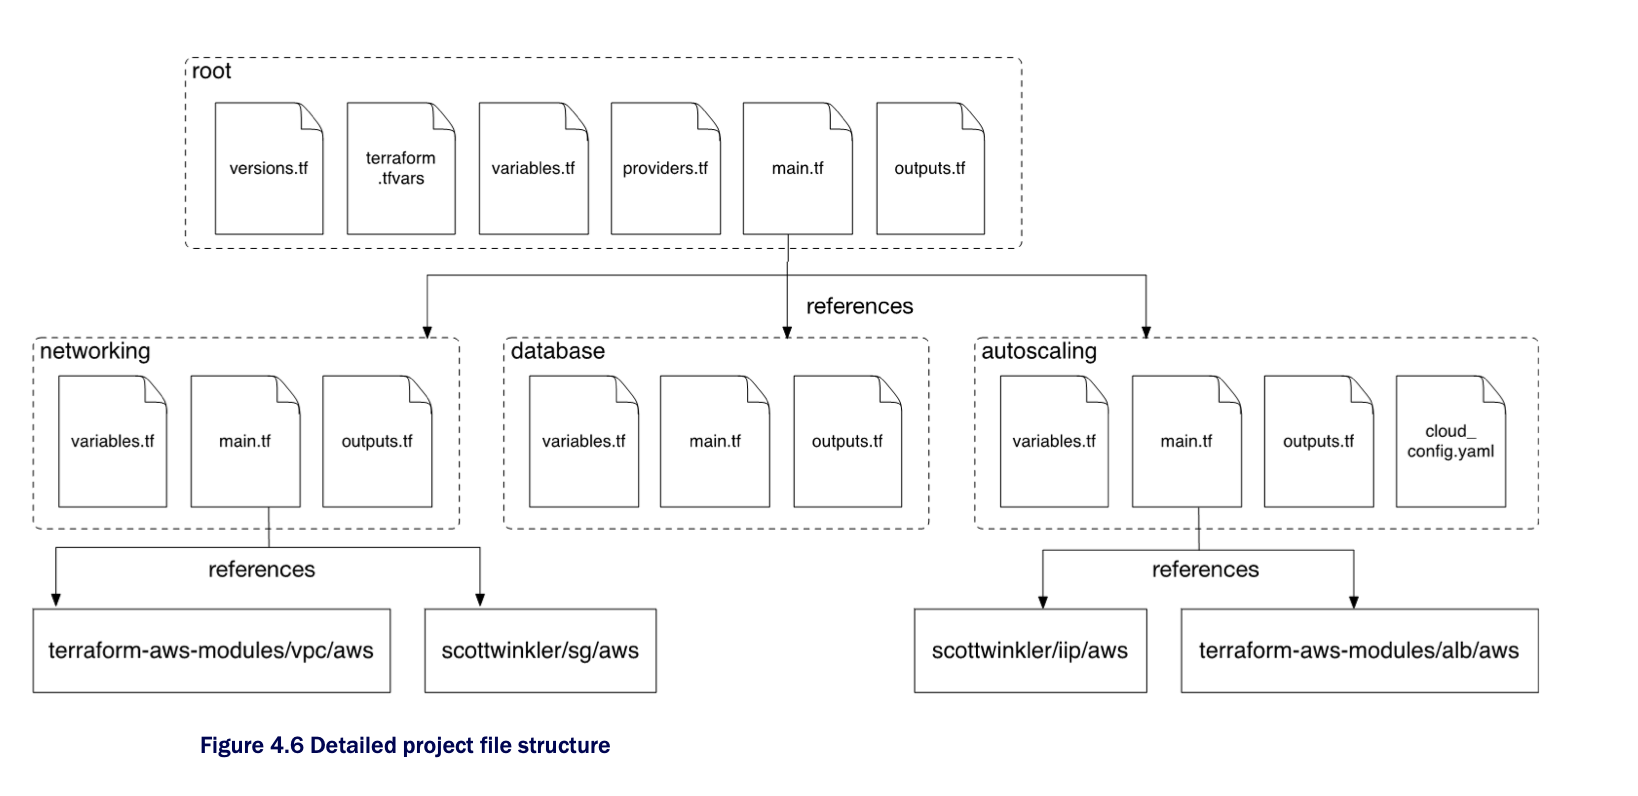 root
versions.tf
terraform
.tfvars
variables.tf
providers.tf
main.tf
outputs.tf
references
networking
variables.tf
main.tf
outputs.tf
database
variables.tf
main.tf
outputs.tf
autoscaling
variables.tf
main.tf
outputs.tf
cloud_
config.yaml
references
references
terraform-aws-modules/vpc/aws
scottwinkler/sg/aws
scottwinkler/iip/aws
terraform-aws-modules/alb/aws
Figure 4.6 Detailed project file structure